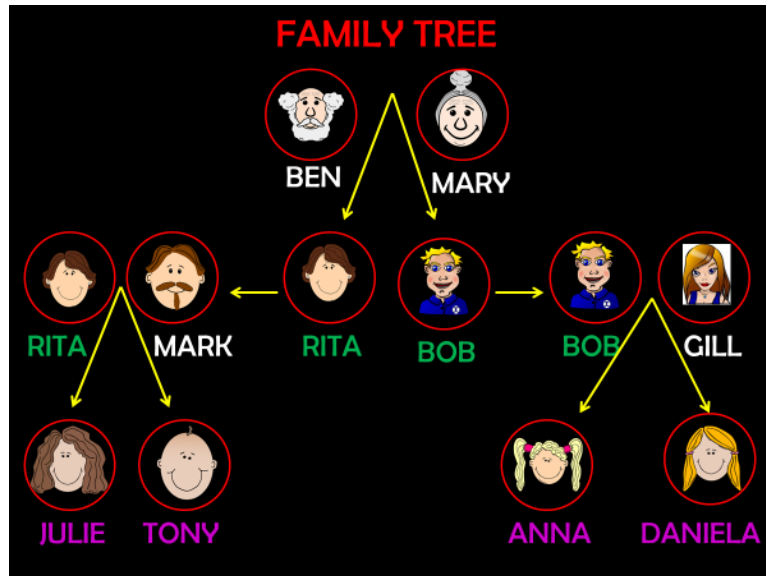 FAMILY TREE
BEN
MARY
RITA
MARK
RITA
BOB
BOB
GILL
JULIE
TONY
ANNA
DANIELA